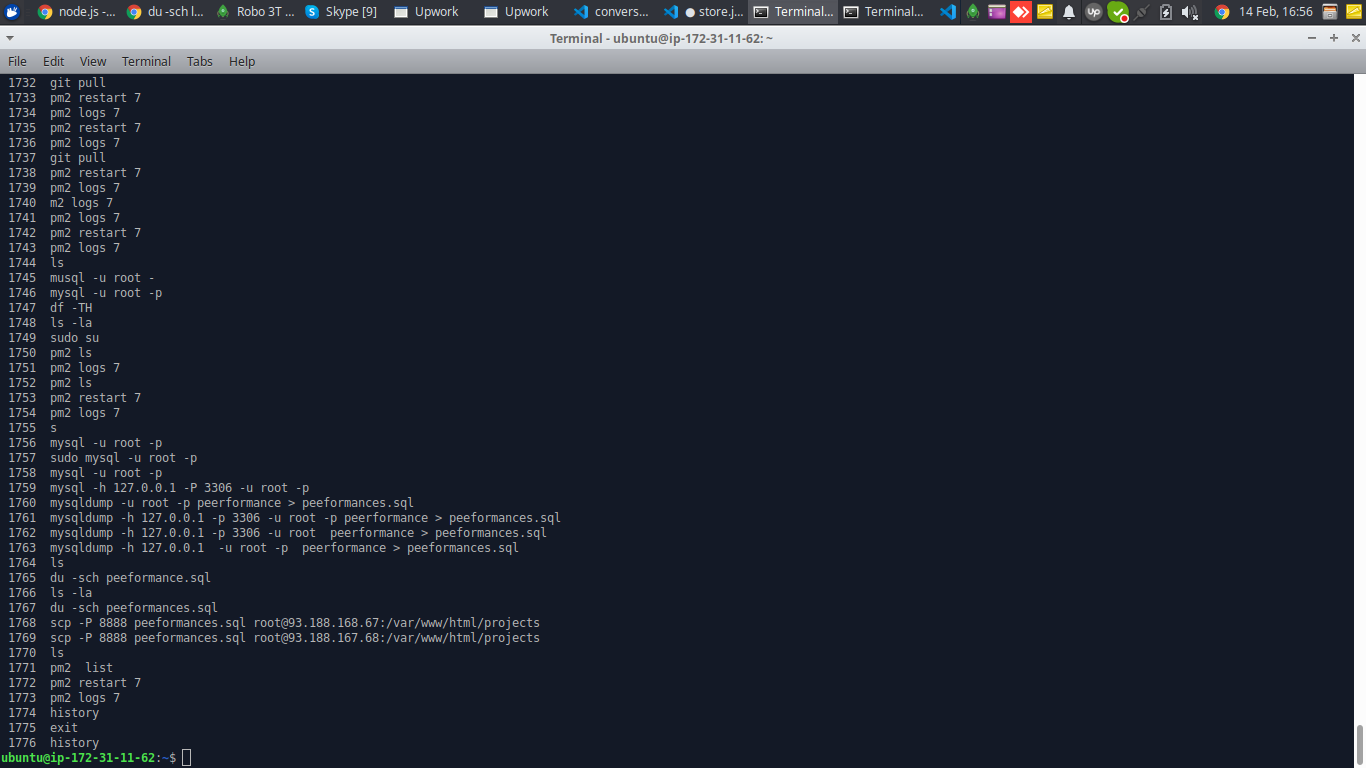 node.js -...
du -sch l...
Robo 3T ...
Skype [9]
Upwork
Upwork
convers...
● store.j...
Terminal...
Terminal...
Up
14 Feb, 16:56
Terminal - ubuntu@ip-172-31-11-62: ~
File Edit View Terminal Tabs Help
1732 git pull
1733 pm2 restart 7
1734 pm2 logs 7
1735 pm2 restart 7
1736 pm2 logs 7
1737 git pull
1738 pm2 restart 7
1739 pm2 logs 7
1740 m2 logs 7
1741 pm2 logs 7
1742 pm2 restart 7
1743 pm2 logs 7
1744 ls
1745 musql -u root -
1746 mysql -u root -p
1747 df -TH
1748 ls -la
1749 sudo su
1750 pm2 ls
1751 pm2 logs 7
1752 pm2 ls
1753 pm2 restart 7
1754 pm2 logs 7
1755 s
1756 mysql -u root -p
1757 sudo mysql -u root -p
1758 mysql -u root -p
1759 mysql -h 127.0.0.1 -P 3306 -u root -p
1760 mysqldump -u root -p peerformance > peeformances.sql
1761 mysqldump -h 127.0.0.1 -p 3306 -u root -p peerformance > peeformances.sql
1762 mysqldump -h 127.0.0.1 -p 3306 -u root  peerformance > peeformances.sql
1763 mysqldump -h 127.0.0.1  -u root -p  peerformance > peeformances.sql
1764 ls
1765 du -sch peeformance.sql
1766 ls -la
1767 du -sch peeformances.sql
1768 scp -P 8888 peeformances.sql root@93.188.168.67:/var/www/html/projects
1769 scp -P 8888 peeformances.sql root@93.188.167.68:/var/www/html/projects
1770 ls
1771 pm2  list
1772 pm2 restart 7
1773 pm2 logs 7
1774 history
1775 exit
1776 history
ubuntu@ip-172-31-11-62:~$